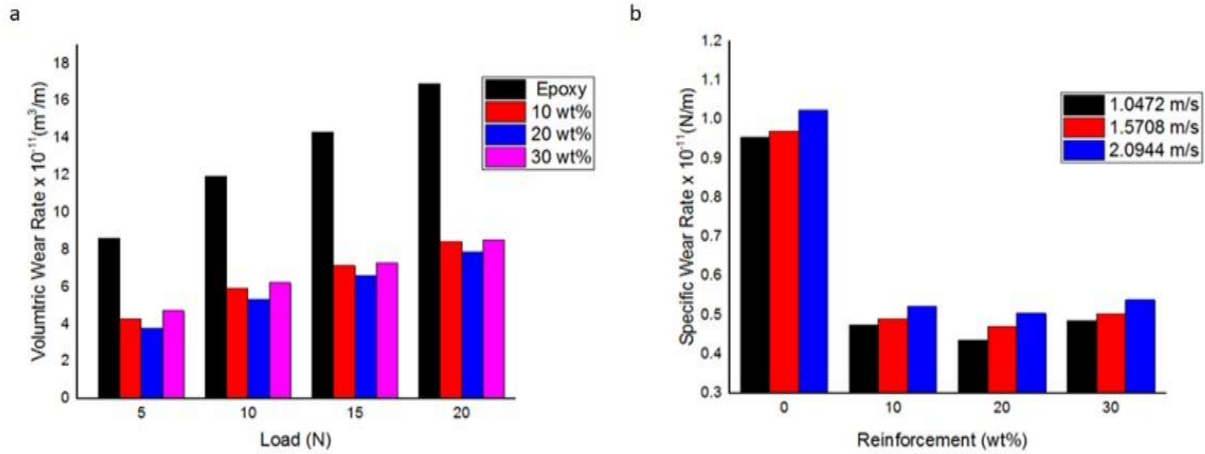 a
Volumtric Wear Rate x 10⁻¹¹(m³/m)
18
16
14
12
10
8
6
4
2
0
5 10 15 20
Load (N)
Epoxy
10 wt%
20 wt%
30 wt%
b
Specific Wear Rate x 10⁻¹¹(N/m)
1.2
1.1
1.0
0.9
0.8
0.7
0.6
0.5
0.4
0.3
0 10 20 30
Reinforcement (wt%)
1.0472 m/s
1.5708 m/s
2.0944 m/s